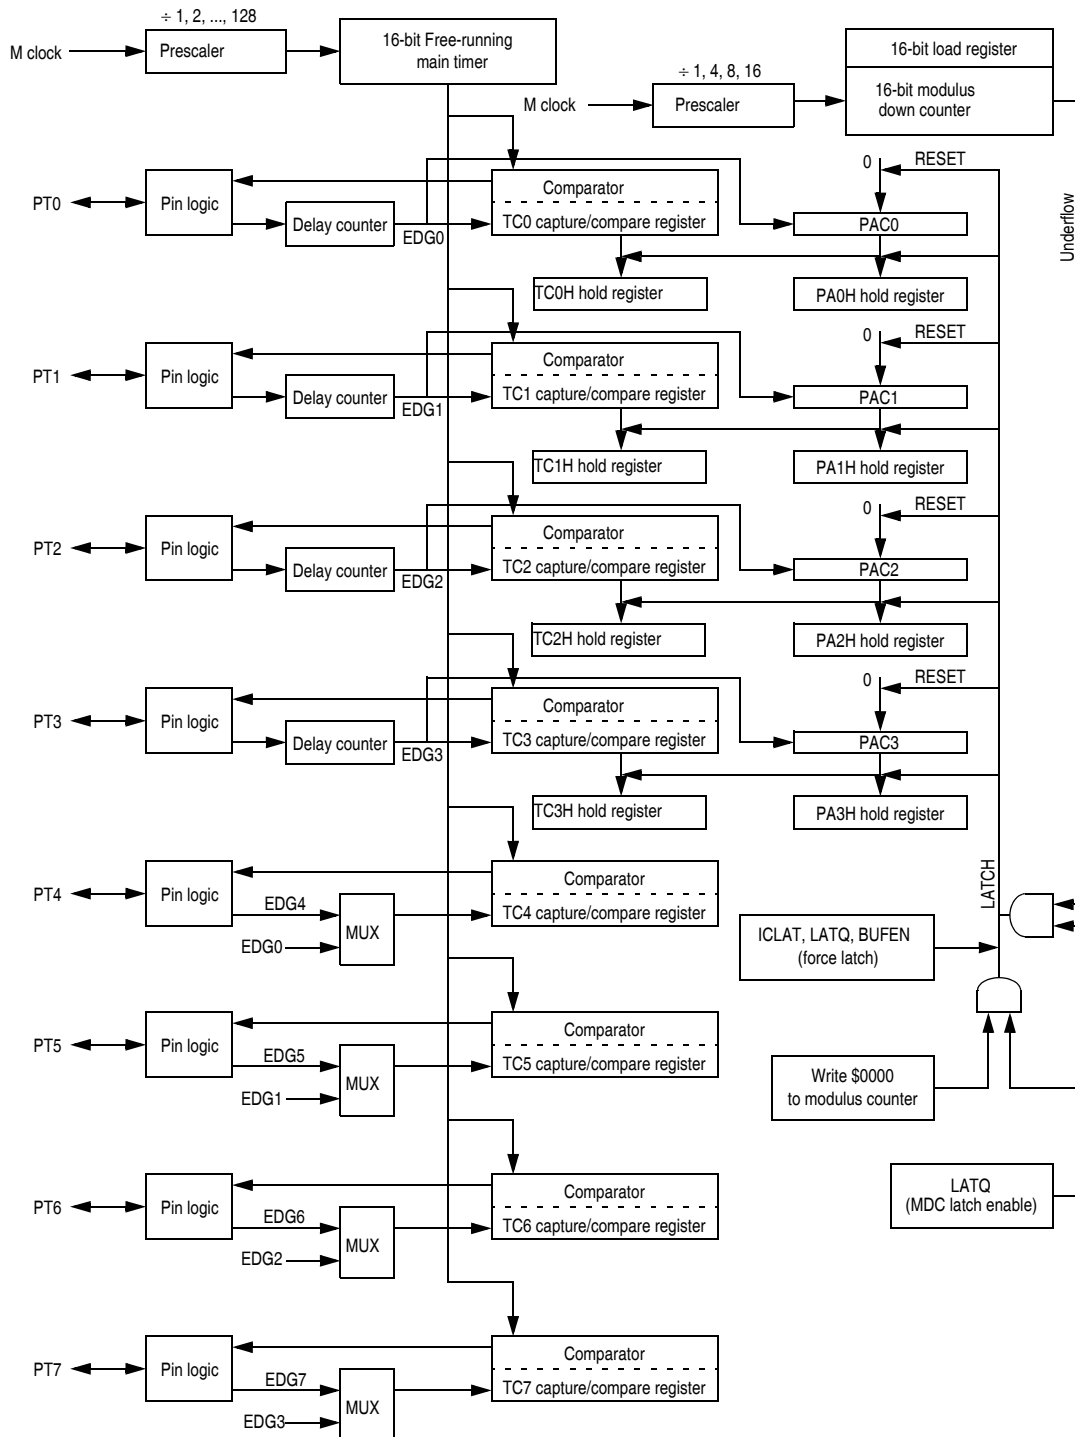 ÷ 1, 2, ..., 128
M clock
Prescaler
16-bit Free-running
main timer
÷ 1, 4, 8, 16
M clock
Prescaler
16-bit load register
16-bit modulus
down counter
Underflow
PT0
Pin logic
Delay counter
EDG0
Comparator
TC0 capture/compare register
TC0H hold register
0
RESET
PAC0
PA0H hold register
PT1
Pin logic
Delay counter
EDG1
Comparator
TC1 capture/compare register
TC1H hold register
0
RESET
PAC1
PA1H hold register
PT2
Pin logic
Delay counter
EDG2
Comparator
TC2 capture/compare register
TC2H hold register
0
RESET
PAC2
PA2H hold register
PT3
Pin logic
Delay counter
EDG3
Comparator
TC3 capture/compare register
TC3H hold register
0
RESET
PAC3
PA3H hold register
LATCH
PT4
Pin logic
EDG4
EDG0
MUX
Comparator
TC4 capture/compare register
ICLAT, LATQ, BUFEN
(force latch)
PT5
Pin logic
EDG5
EDG1
MUX
Comparator
TC5 capture/compare register
Write $0000
to modulus counter
PT6
Pin logic
EDG6
EDG2
MUX
Comparator
TC6 capture/compare register
LATQ
(MDC latch enable)
PT7
Pin logic
EDG7
EDG3
MUX
Comparator
TC7 capture/compare register